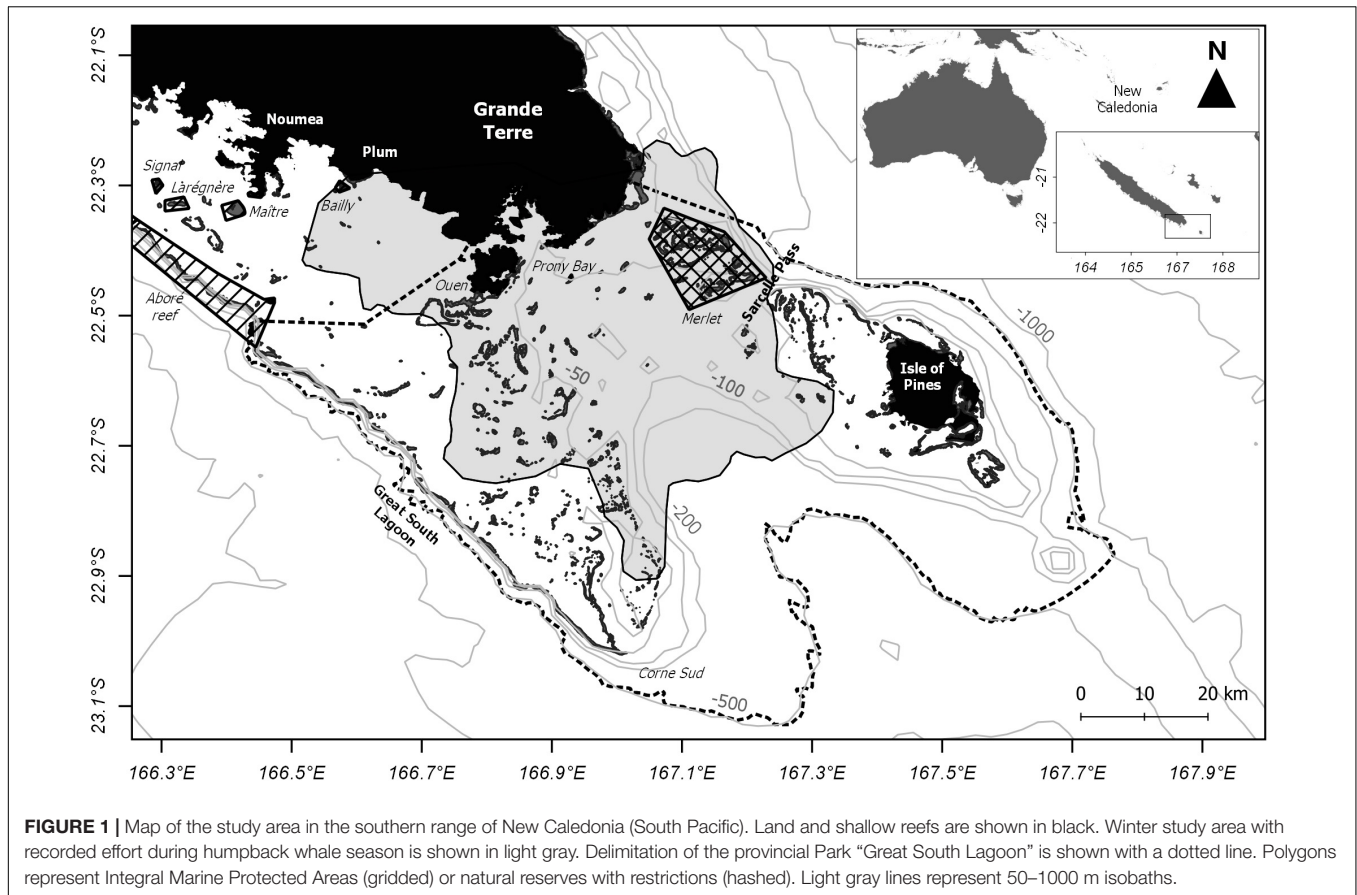 22.1°S
22.3°S
22.5°S
22.7°S
22.9°S
23.1°S
166.3°E
166.5°E
166.7°E
166.9°E
167.1°E
167.3°E
167.5°E
167.7°E
167.9°E
Grande
Terre
Noumea
Plum
Signal
Larégnère
Maître
Bailly
Ouen
Prony Bay
Merlet
Sarcelle Pass
Aboré
reef
Isle of
Pines
Great South
Lagoon
Corne Sud
-50
-100
-200
-500
-1000
0 10 20 km
N
New
Caledonia
-21
-22
164 165 167 168
FIGURE 1 | Map of the study area in the southern range of New Caledonia (South Pacific). Land and shallow reefs are shown in black. Winter study area with
recorded effort during humpback whale season is shown in light gray. Delimitation of the provincial Park “Great South Lagoon” is shown with a dotted line. Polygons
represent Integral Marine Protected Areas (gridded) or natural reserves with restrictions (hashed). Light gray lines represent 50–1000 m isobaths.